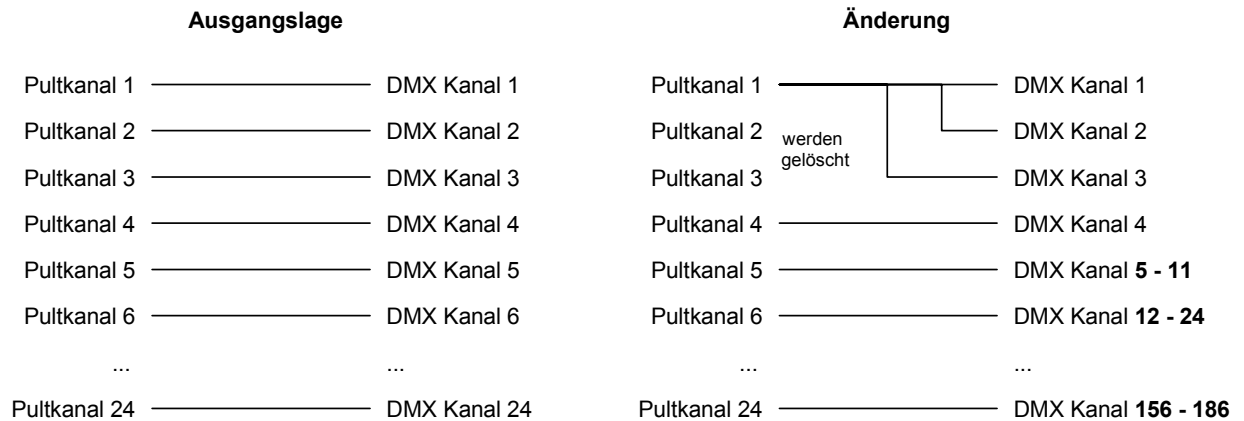 Ausgangslage
Pultkanal 1 DMX Kanal 1
Pultkanal 2 DMX Kanal 2
Pultkanal 3 DMX Kanal 3
Pultkanal 4 DMX Kanal 4
Pultkanal 5 DMX Kanal 5
Pultkanal 6 DMX Kanal 6
... ...
Pultkanal 24 DMX Kanal 24
Änderung
Pultkanal 1 DMX Kanal 1
Pultkanal 2 DMX Kanal 2
werden
gelöscht
Pultkanal 3 DMX Kanal 3
Pultkanal 4 DMX Kanal 4
Pultkanal 5 DMX Kanal 5 - 11
Pultkanal 6 DMX Kanal 12 - 24
... ...
Pultkanal 24 DMX Kanal 156 - 186